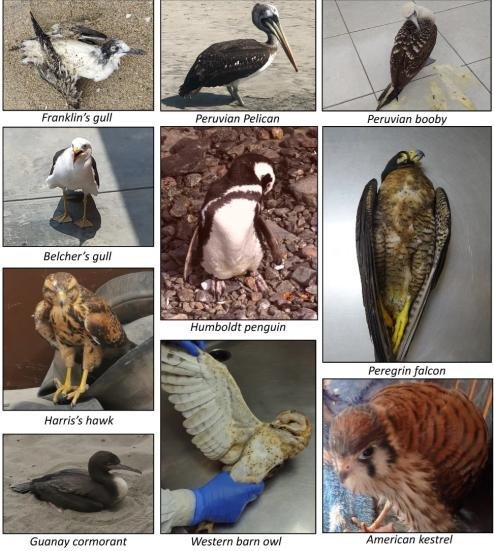 Franklin's gull
Peruvian Pelican
Peruvian booby
Belcher's gull
Humboldt penguin
Peregrin falcon
Harris's hawk
Guanay cormorant
Western barn owl
American kestrel